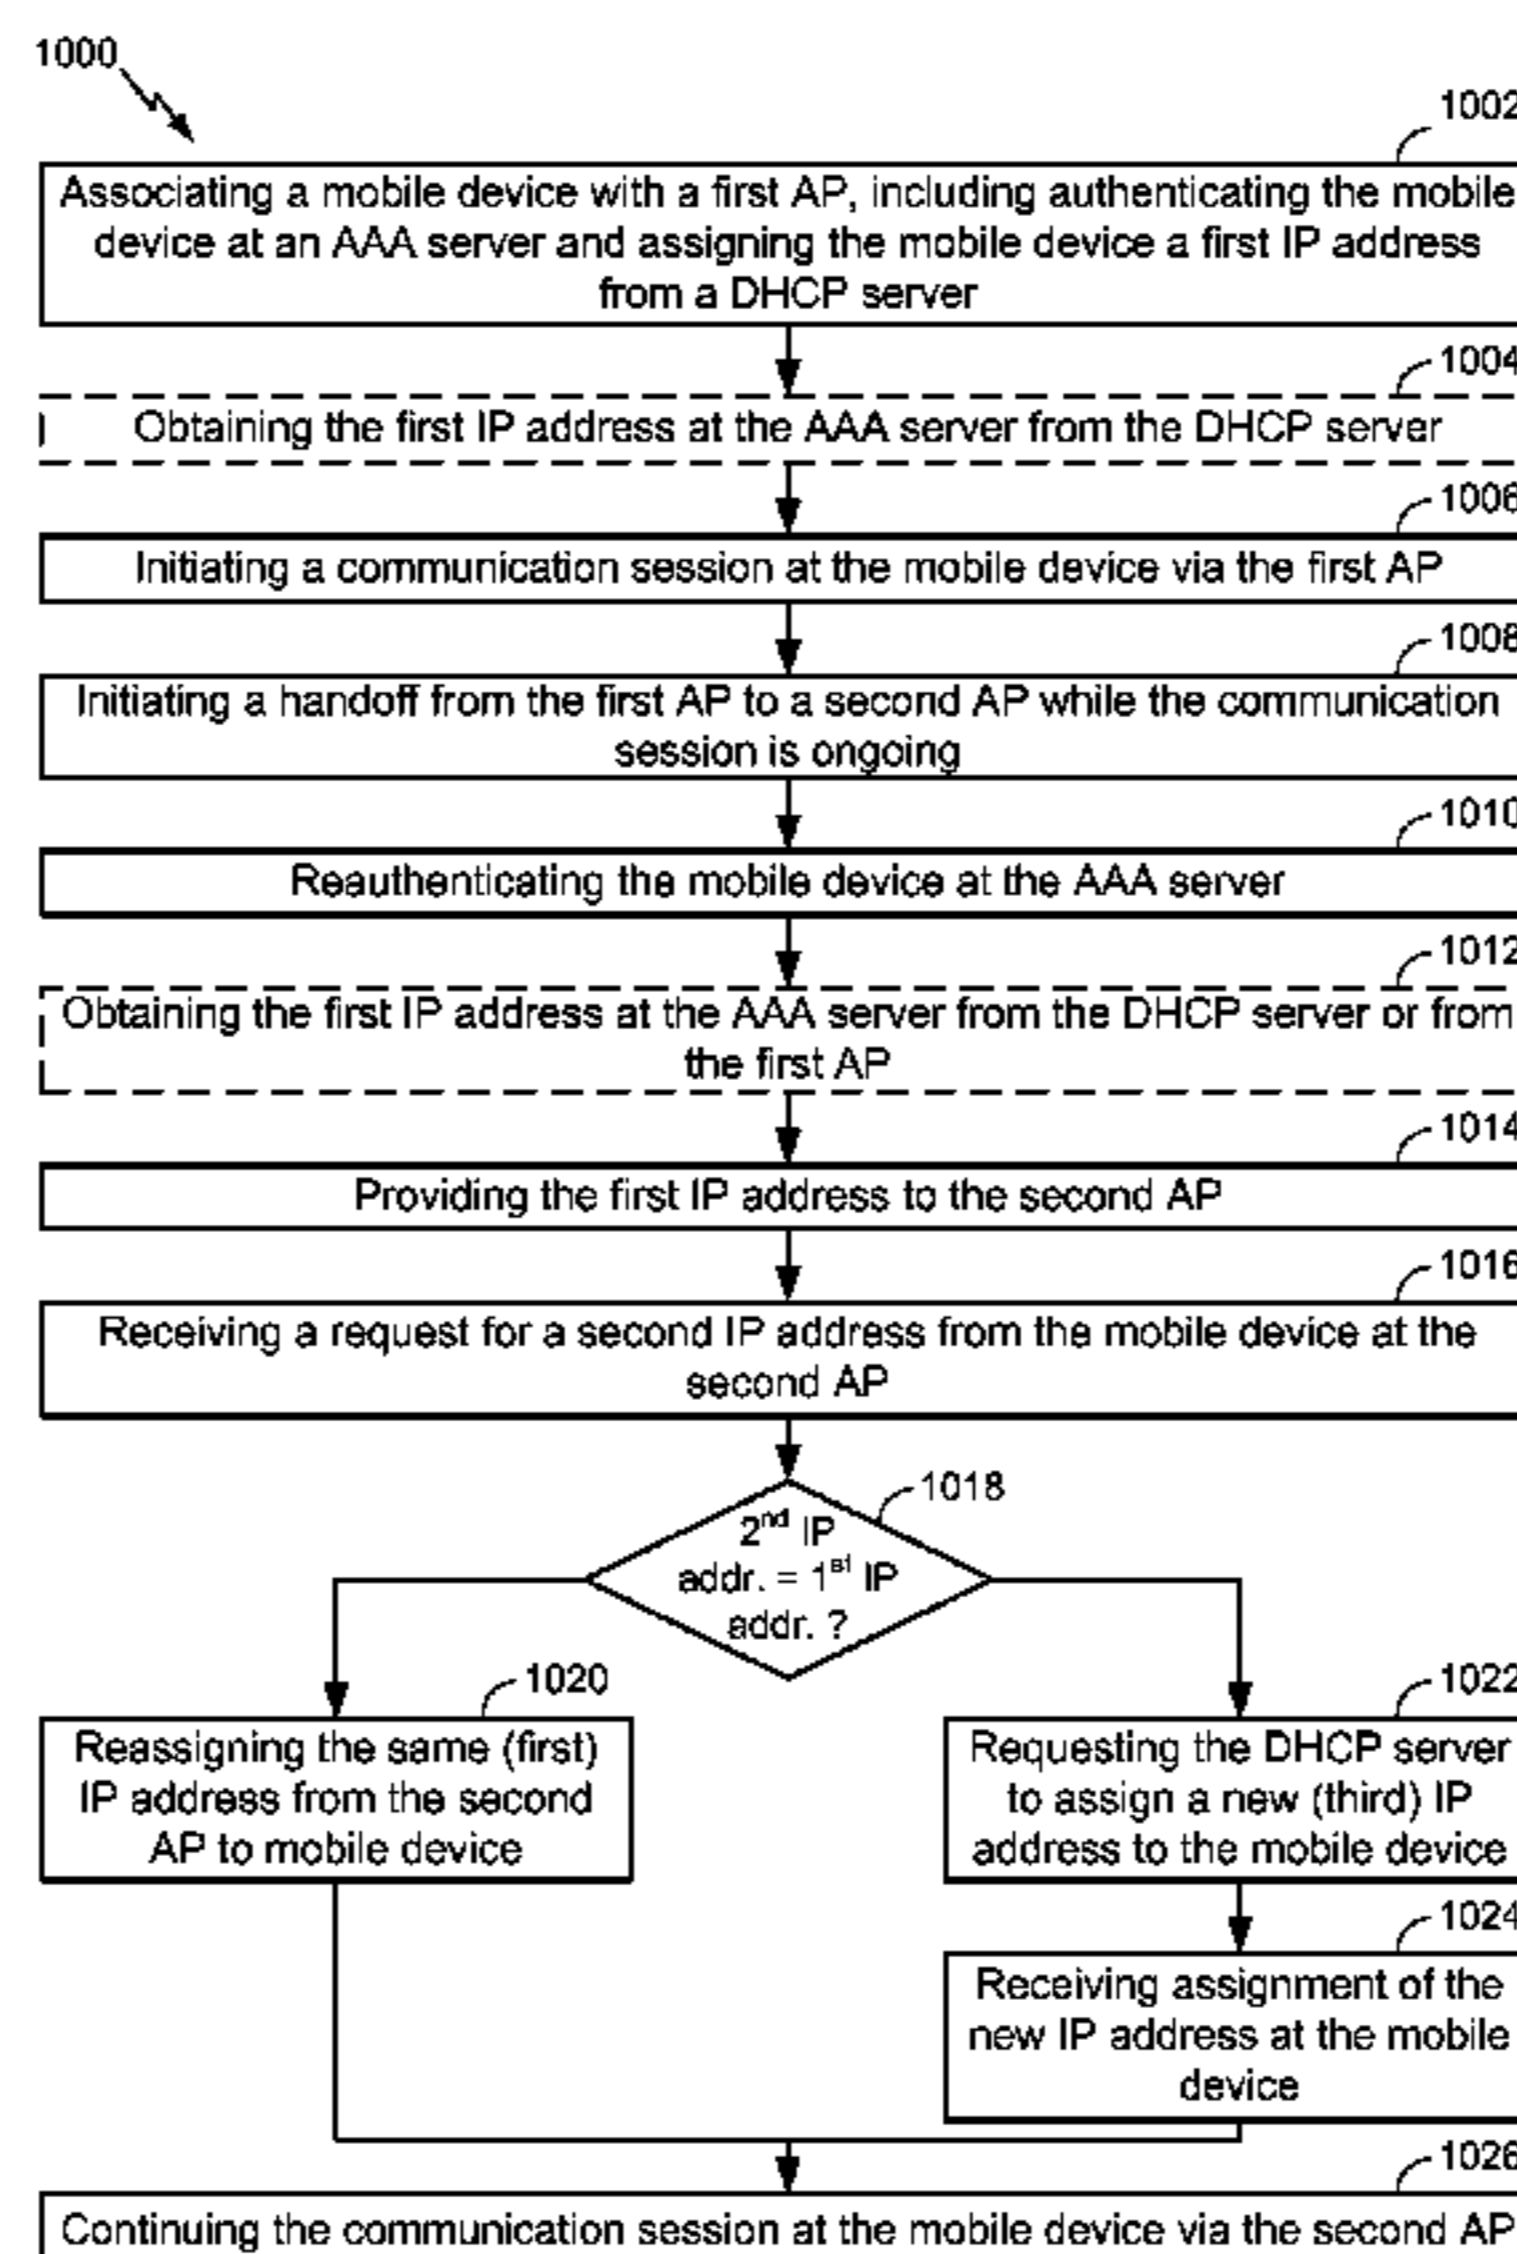 1000
1002
Associating a mobile device with a first AP, including authenticating the mobile
device at an AAA server and assigning the mobile device a first IP address
from a DHCP server
1004
Obtaining the first IP address at the AAA server from the DHCP server
1006
Initiating a communication session at the mobile device via the first AP
1008
Initiating a handoff from the first AP to a second AP while the communication
session is ongoing
1010
Reauthenticating the mobile device at the AAA server
1012
Obtaining the first IP address at the AAA server from the DHCP server or from
the first AP
1014
Providing the first IP address to the second AP
1016
Receiving a request for a second IP address from the mobile device at the
second AP
1018
2nd IP
addr. = 1st IP
addr. ?
1020
Reassigning the same (first)
IP address from the second
AP to mobile device
1022
Requesting the DHCP server
to assign a new (third) IP
address to the mobile device
1024
Receiving assignment of the
new IP address at the mobile
device
1026
Continuing the communication session at the mobile device via the second AP